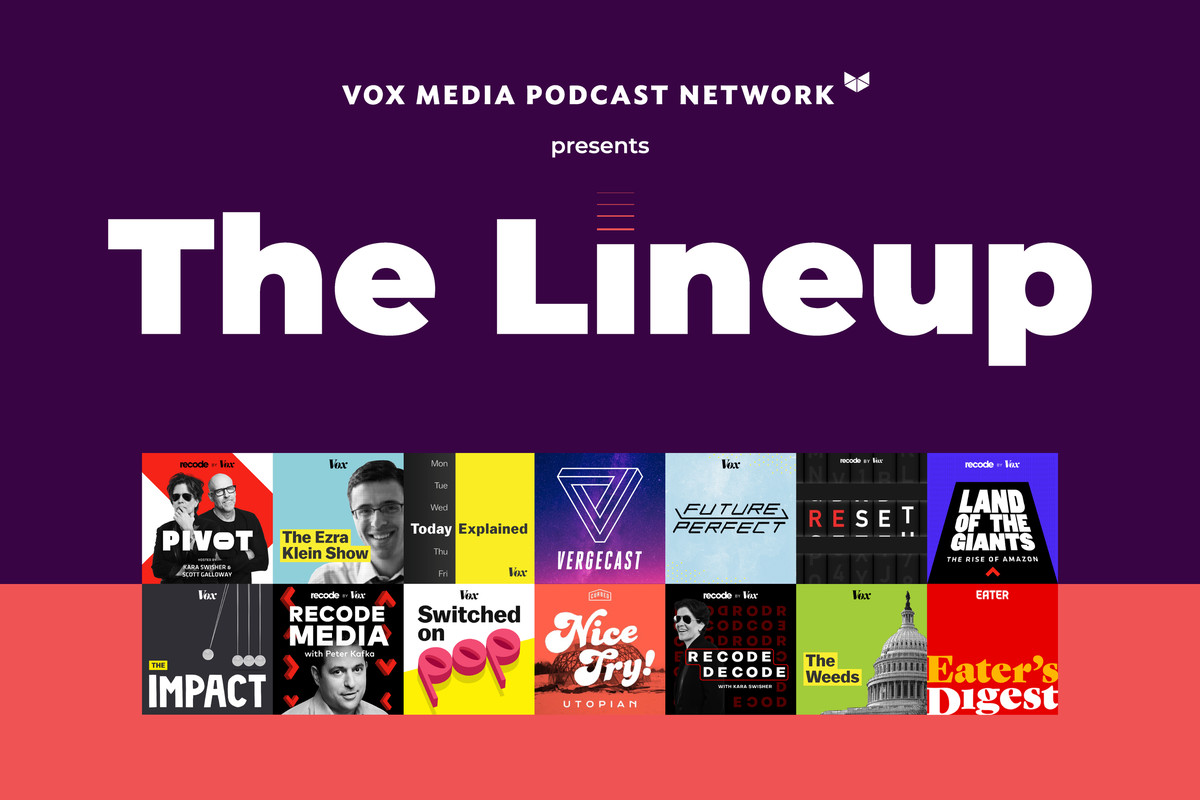 VOX MEDIA PODCAST NETWORK
presents
The Lineup
recode BY Vox
PIVOT
HOSTED BY
KARA SWISHER &
SCOTT GALLOWAY
Vox
The Ezra
Klein Show
Mon
Tue
Wed
Today Explained
Thu
Fri
Vox
VERGECAST
Vox
FUTURE
PERFECT
recode BY Vox
RESET
recode BY Vox
LAND
OF THE
GIANTS
THE RISE OF AMAZON
Vox
THE
IMPACT
recode BY Vox
RECODE
MEDIA
with Peter Kafka
Vox
Switched
on
pop
CURBED
Nice
Try!
UTOPIAN
recode BY Vox
RECODE
DECODE
WITH KARA SWISHER
Vox
The
Weeds
EATER
Eater's
Digest